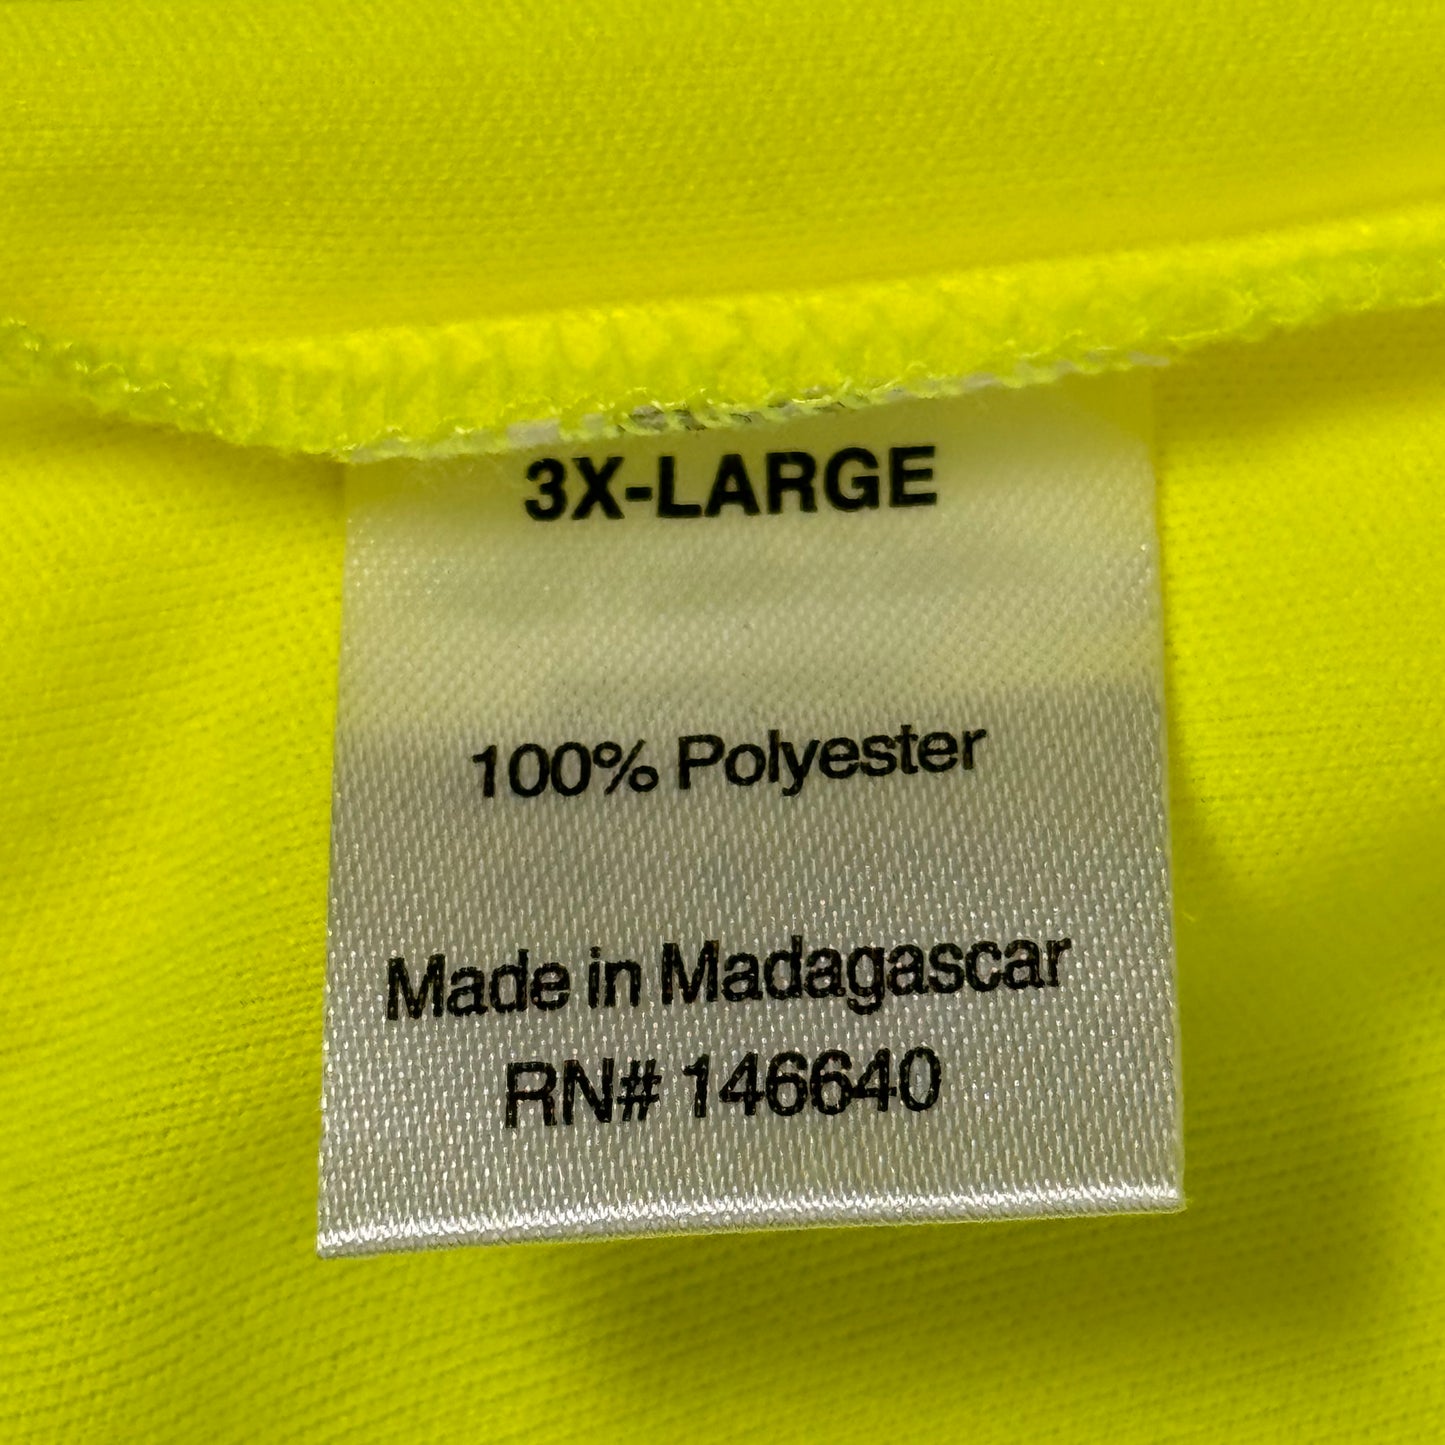 3X-LARGE
100% Polyester
Made in Madagascar
RN# 146640